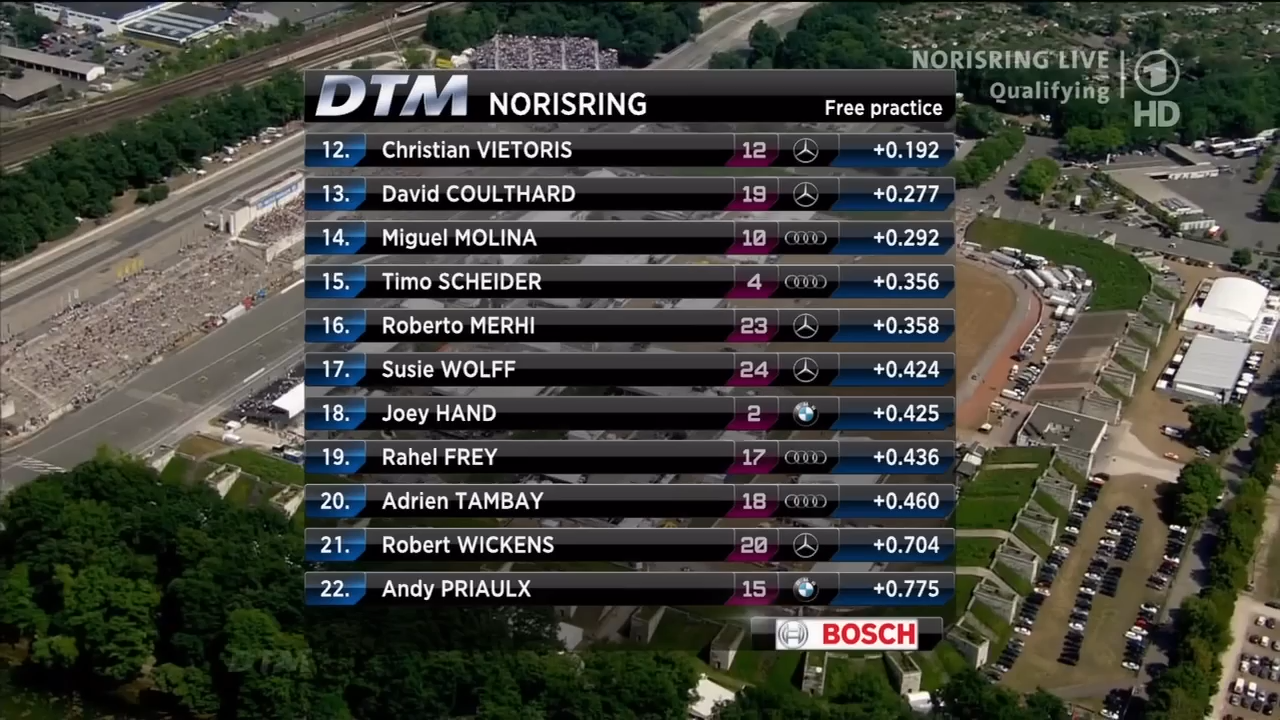 NORISRING LIVE
Qualifying
HD
DTM NORISRING Free practice
12. Christian VIETORIS 12 +0.192
13. David COULTHARD 19 +0.277
14. Miguel MOLINA 10 +0.292
15. Timo SCHEIDER 4 +0.356
16. Roberto MERHI 23 +0.358
17. Susie WOLFF 24 +0.424
18. Joey HAND 2 +0.425
19. Rahel FREY 17 +0.436
20. Adrien TAMBAY 18 +0.460
21. Robert WICKENS 20 +0.704
22. Andy PRIAULX 15 +0.775
BOSCH
DTM